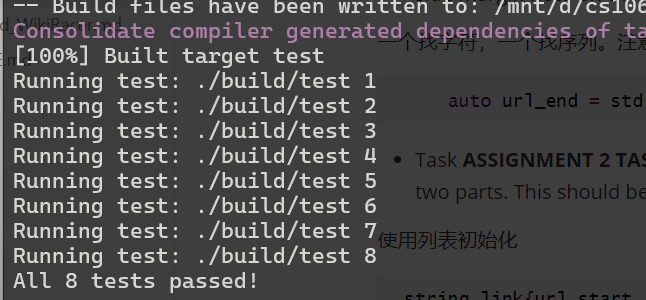 -- Build files have been written to: /mnt/d/cs106
Consolidate compiler generated dependencies of ta
[100%] Built target test
Running test: ./build/test 1
Running test: ./build/test 2
Running test: ./build/test 3
Running test: ./build/test 4
Running test: ./build/test 5
Running test: ./build/test 6
Running test: ./build/test 7
Running test: ./build/test 8
All 8 tests passed!
d_WikiRacer.md
一个找字符，一个找序列。注意
auto url_end = std
Task ASSIGNMENT 2 TAS
two parts. This should be
使用列表初始化
string link{url_start